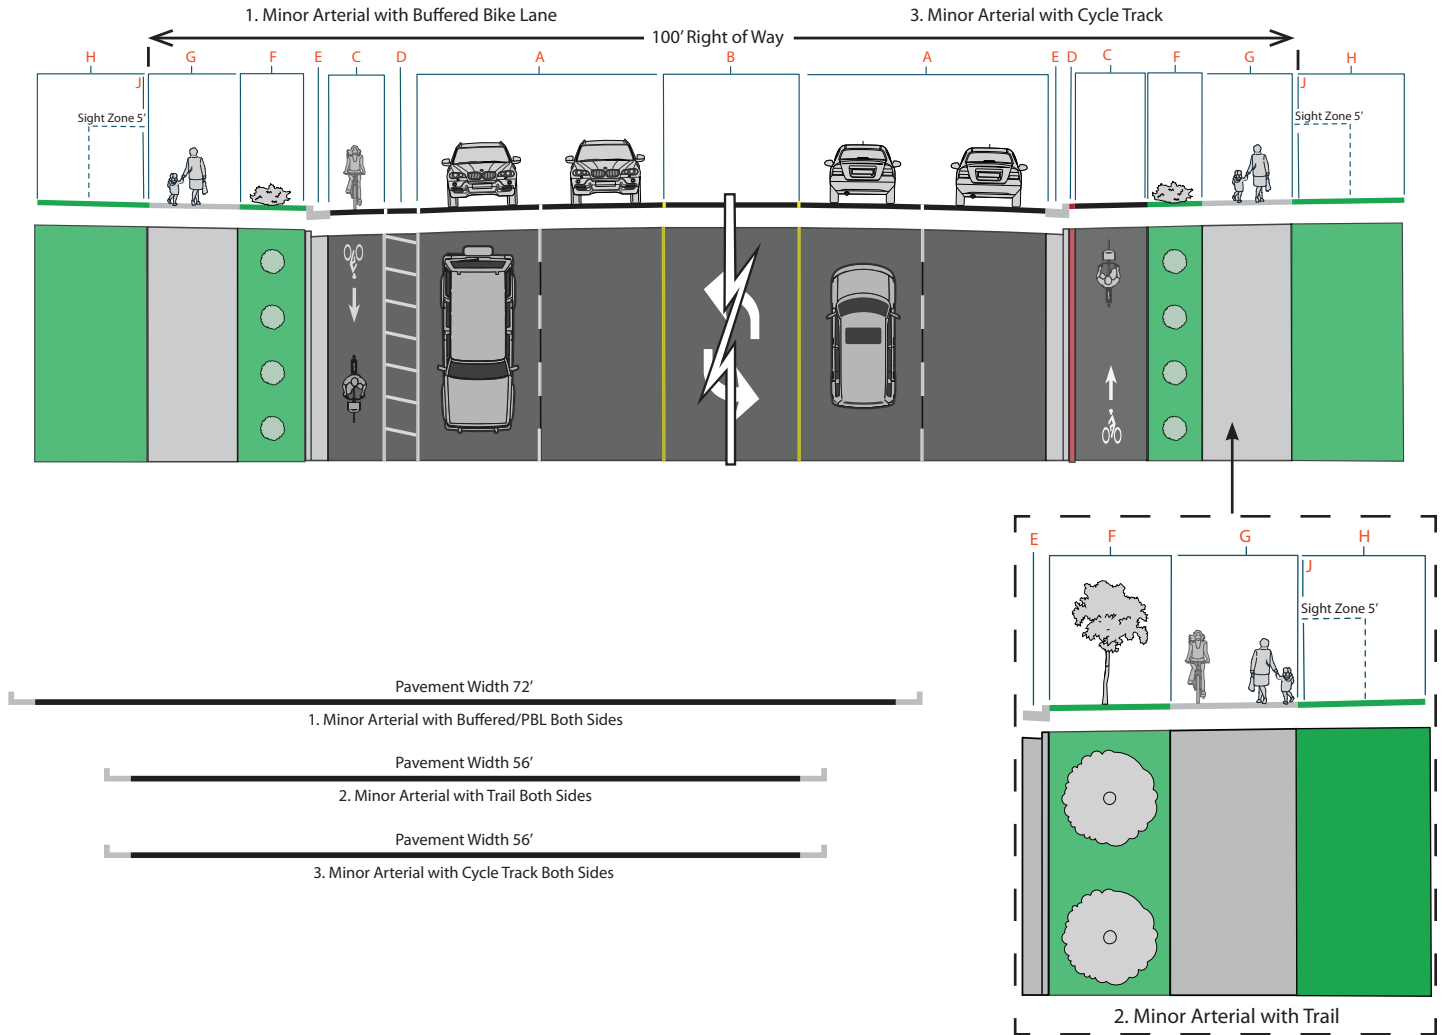 1. Minor Arterial with Buffered Bike Lane
3. Minor Arterial with Cycle Track
100’ Right of Way
H G F E C D A B A E D C F G H
J J
Sight Zone 5’
Sight Zone 5’
E F G H
J
Sight Zone 5’
Pavement Width 72’
1. Minor Arterial with Buffered/PBL Both Sides
Pavement Width 56’
2. Minor Arterial with Trail Both Sides
Pavement Width 56’
3. Minor Arterial with Cycle Track Both Sides
2. Minor Arterial with Trail